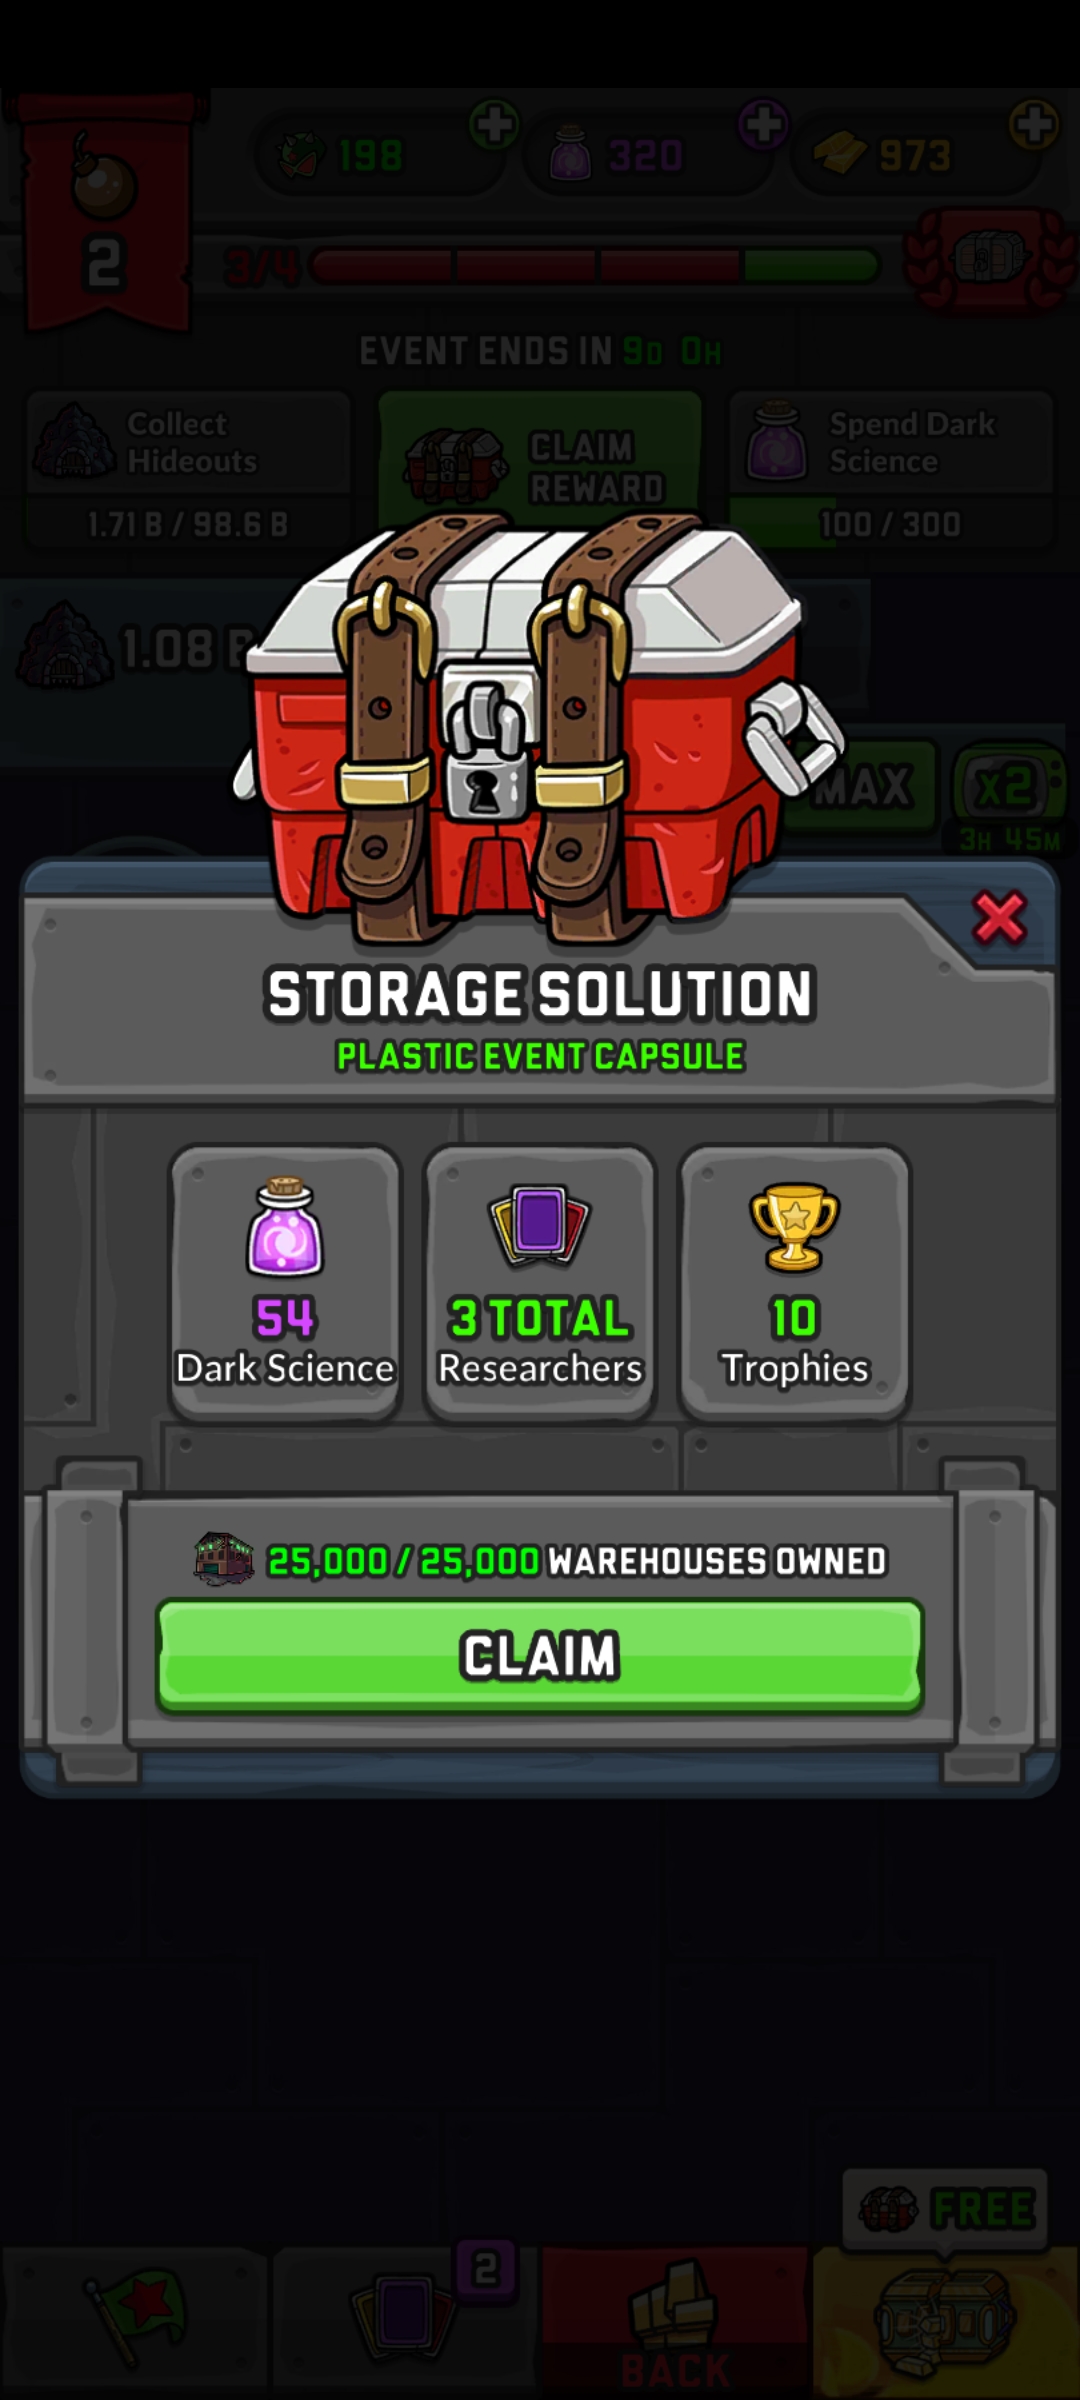 198
320
973
2
3/4
EVENT ENDS IN 9D 0H
Collect
Hideouts
1.71 B / 98.6 B
CLAIM
REWARD
Spend Dark
Science
100 / 300
1.08 B
MAX
X2
3H 45M
STORAGE SOLUTION
PLASTIC EVENT CAPSULE
54
Dark Science
3 TOTAL
Researchers
10
Trophies
25,000 / 25,000 WAREHOUSES OWNED
CLAIM
FREE
2
BACK